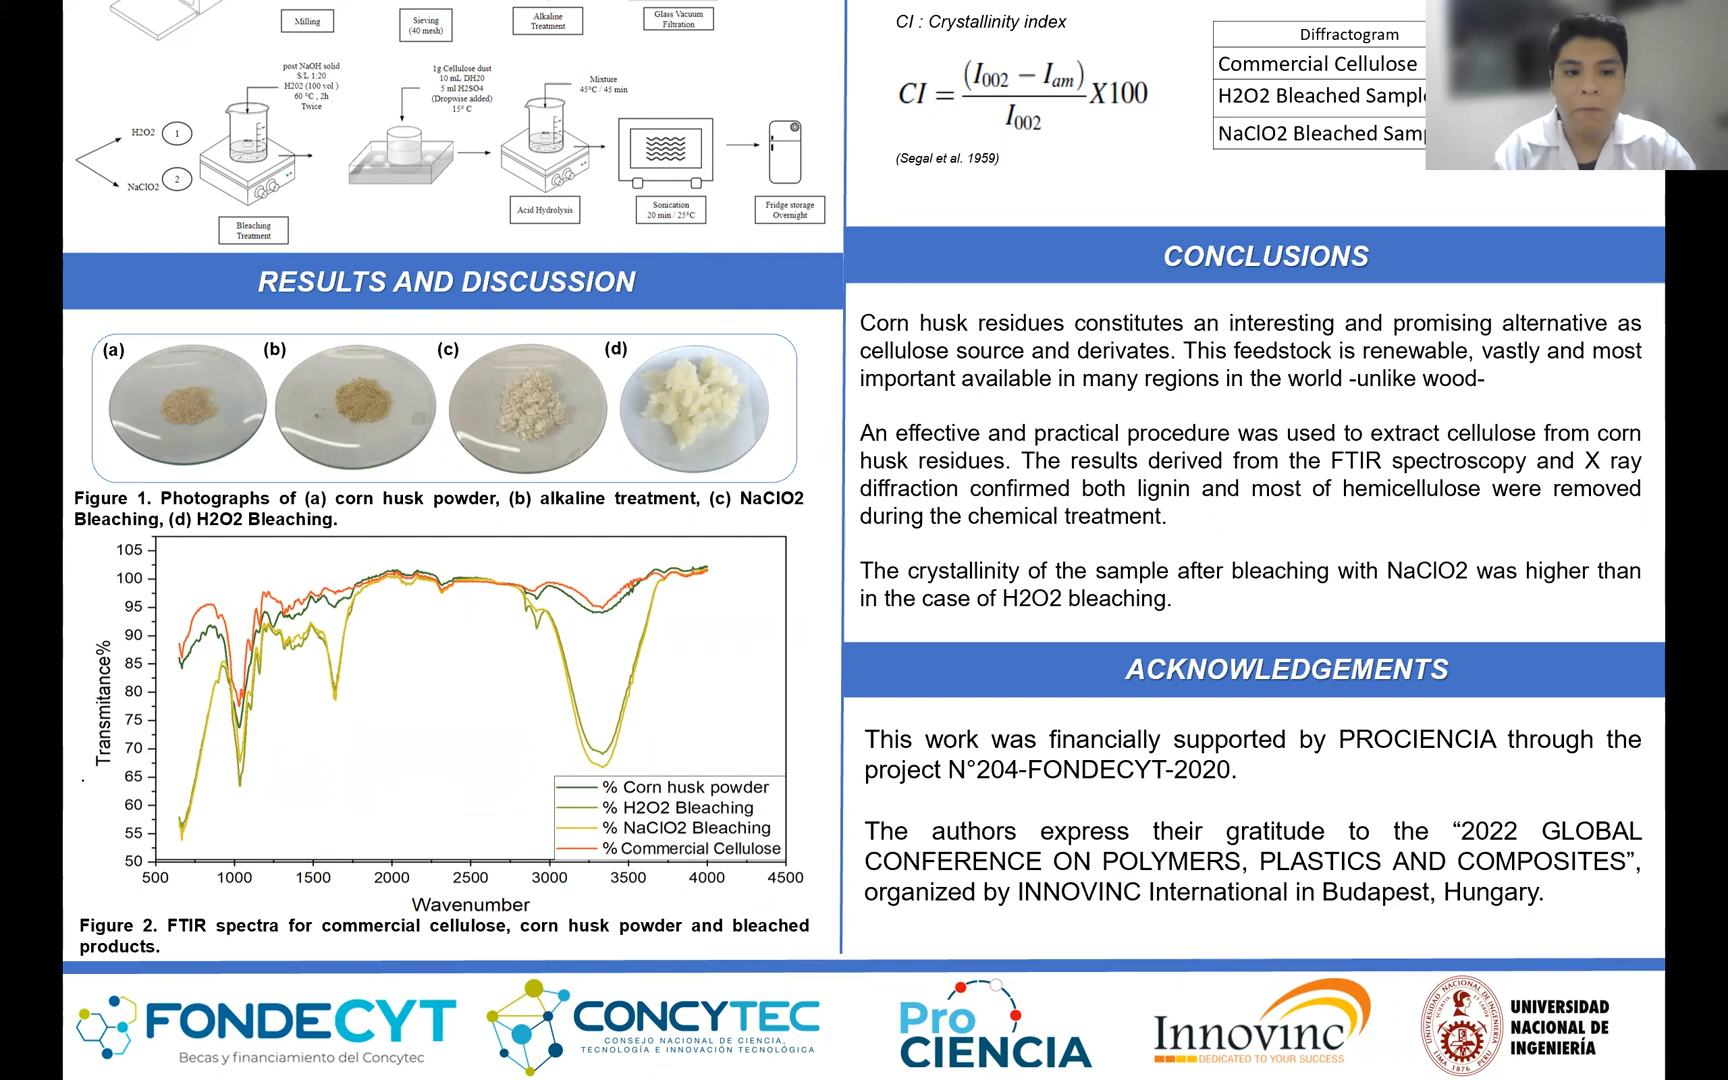 Milling
Sieving
(40 mesh)
Alkaline
Treatment
Glass Vacuum
Filtration
post NaOH solid
S/L 1:20
H2O2 (100 vol )
60 °C , 2h
Twice
1g Cellulose dust
10 mL DH20
5 ml H2SO4
(Dropwise added)
15° C
Mixture
45°C / 45 min
H2O2
1
NaClO2
2
Bleaching
Treatment
Acid Hydrolysis
Sonication
20 min / 25°C
Fridge storage
Overnight
RESULTS AND DISCUSSION
(a)
(b)
(c)
(d)
Figure 1. Photographs of (a) corn husk powder, (b) alkaline treatment, (c) NaClO2
Bleaching, (d) H2O2 Bleaching.
105
100
95
90
85
80
75
70
65
60
55
50
Transmitance%
% Corn husk powder
% H2O2 Bleaching
% NaClO2 Bleaching
% Commercial Cellulose
500 1000 1500 2000 2500 3000 3500 4000 4500
Wavenumber
Figure 2. FTIR spectra for commercial cellulose, corn husk powder and bleached
products.
CI : Crystallinity index
CI = (I002 − Iam) / I002 X100
(Segal et al. 1959)
Diffractogram
Commercial Cellulose
H2O2 Bleached Sampl
NaClO2 Bleached Sam
CONCLUSIONS
Corn husk residues constitutes an interesting and promising alternative as
cellulose source and derivates. This feedstock is renewable, vastly and most
important available in many regions in the world -unlike wood-
An effective and practical procedure was used to extract cellulose from corn
husk residues. The results derived from the FTIR spectroscopy and X ray
diffraction confirmed both lignin and most of hemicellulose were removed
during the chemical treatment.
The crystallinity of the sample after bleaching with NaClO2 was higher than
in the case of H2O2 bleaching.
ACKNOWLEDGEMENTS
This work was financially supported by PROCIENCIA through the
project N°204-FONDECYT-2020.
The authors express their gratitude to the “2022 GLOBAL
CONFERENCE ON POLYMERS, PLASTICS AND COMPOSITES”,
organized by INNOVINC International in Budapest, Hungary.
FONDECYT
Becas y financiamiento del Concytec
CONCYTEC
CONSEJO NACIONAL DE CIENCIA,
TECNOLOGÍA E INNOVACIÓN TECNOLÓGICA
Pro
CIENCIA
Innovinc
DEDICATED TO YOUR SUCCESS
UNIVERSIDAD NACIONAL DE INGENIERIA
LIMA 1876 PERU
UNIVERSIDAD
NACIONAL DE
INGENIERÍA